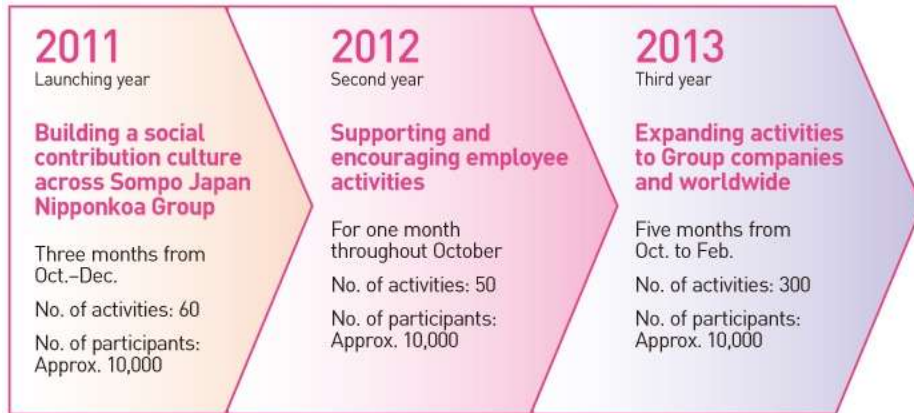 2011
Launching year
Building a social
contribution culture
across Sompo Japan
Nipponkoa Group
Three months from
Oct.–Dec.
No. of activities: 60
No. of participants:
Approx. 10,000
2012
Second year
Supporting and
encouraging employee
activities
For one month
throughout October
No. of activities: 50
No. of participants:
Approx. 10,000
2013
Third year
Expanding activities
to Group companies
and worldwide
Five months from
Oct. to Feb.
No. of activities: 300
No. of participants:
Approx. 10,000